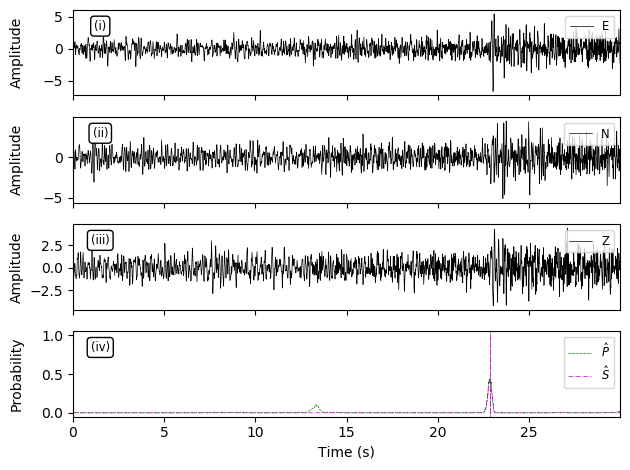 5
0
−5
Amplitude
(i)
E
0
−5
Amplitude
(ii)
N
2.5
0.0
−2.5
Amplitude
(iii)
Z
1.0
0.5
0.0
Probability
(iv)
P̂
Ŝ
0 5 10 15 20 25
Time (s)